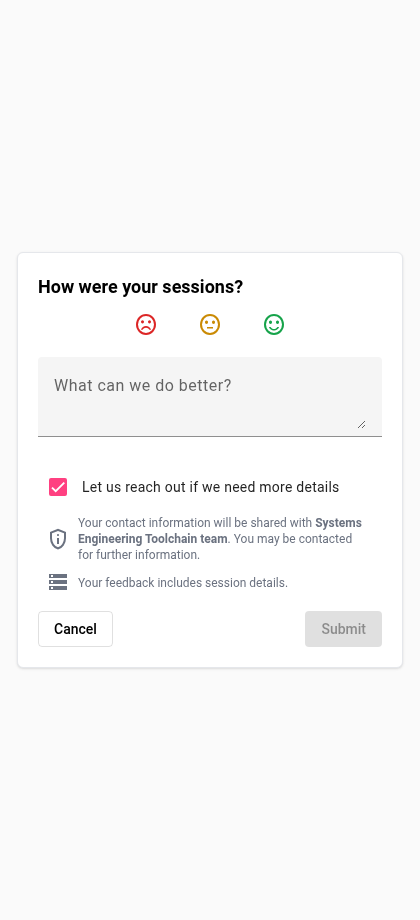 How were your sessions?
What can we do better?
Let us reach out if we need more details
Your contact information will be shared with Systems
Engineering Toolchain team. You may be contacted
for further information.
Your feedback includes session details.
Cancel
Submit